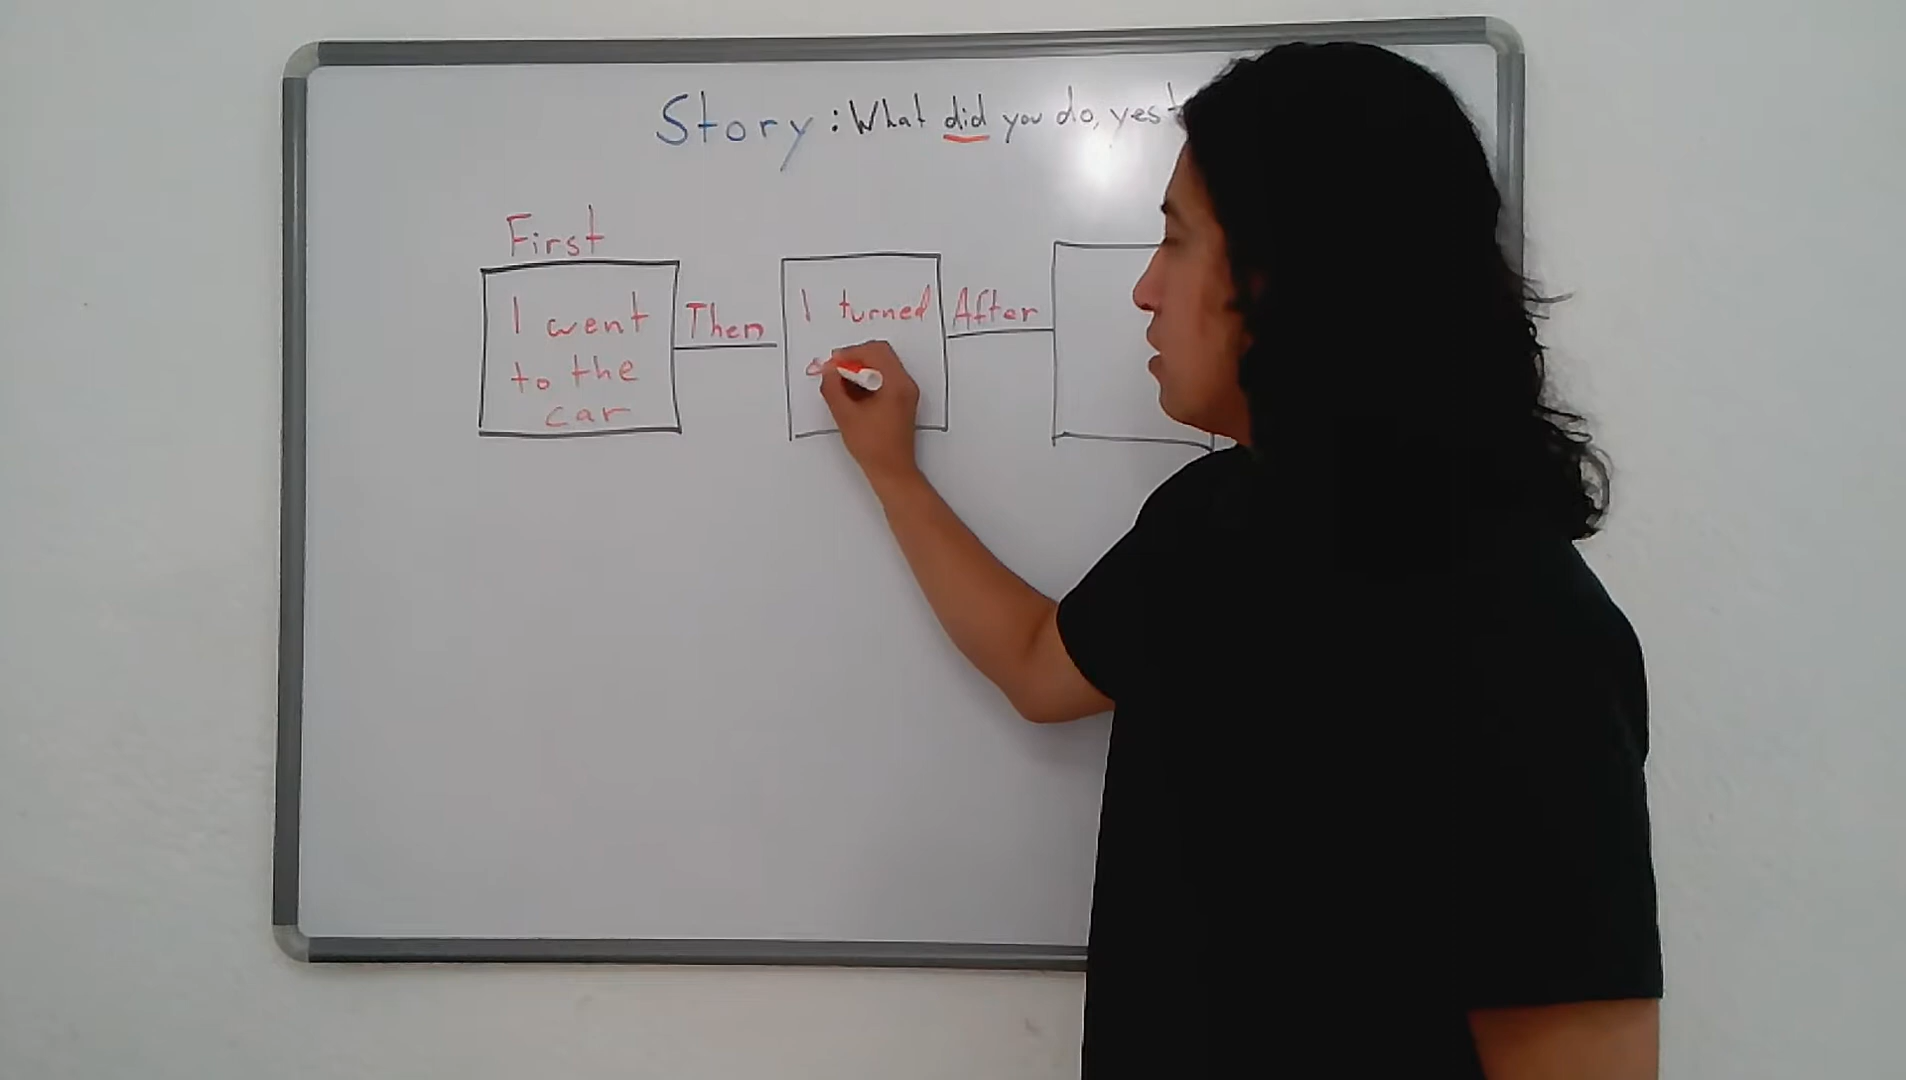 Story: What did you do, yest
First
I went
to the
car
Then
I turned
After